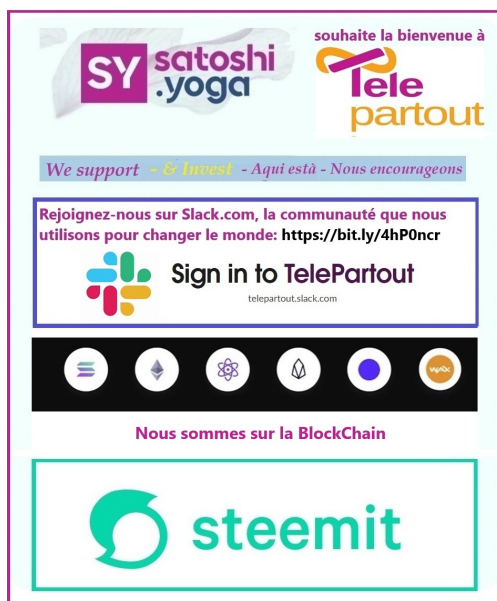 SY satoshi
.yoga
souhaite la bienvenue à
Tele
partout
We support - & Invest - Aqui està - Nous encourageons
Rejoignez-nous sur Slack.com, la communauté que nous
utilisons pour changer le monde: https://bit.ly/4hP0ncr
Sign in to TelePartout
telepartout.slack.com
wax
Nous sommes sur la BlockChain
steemit